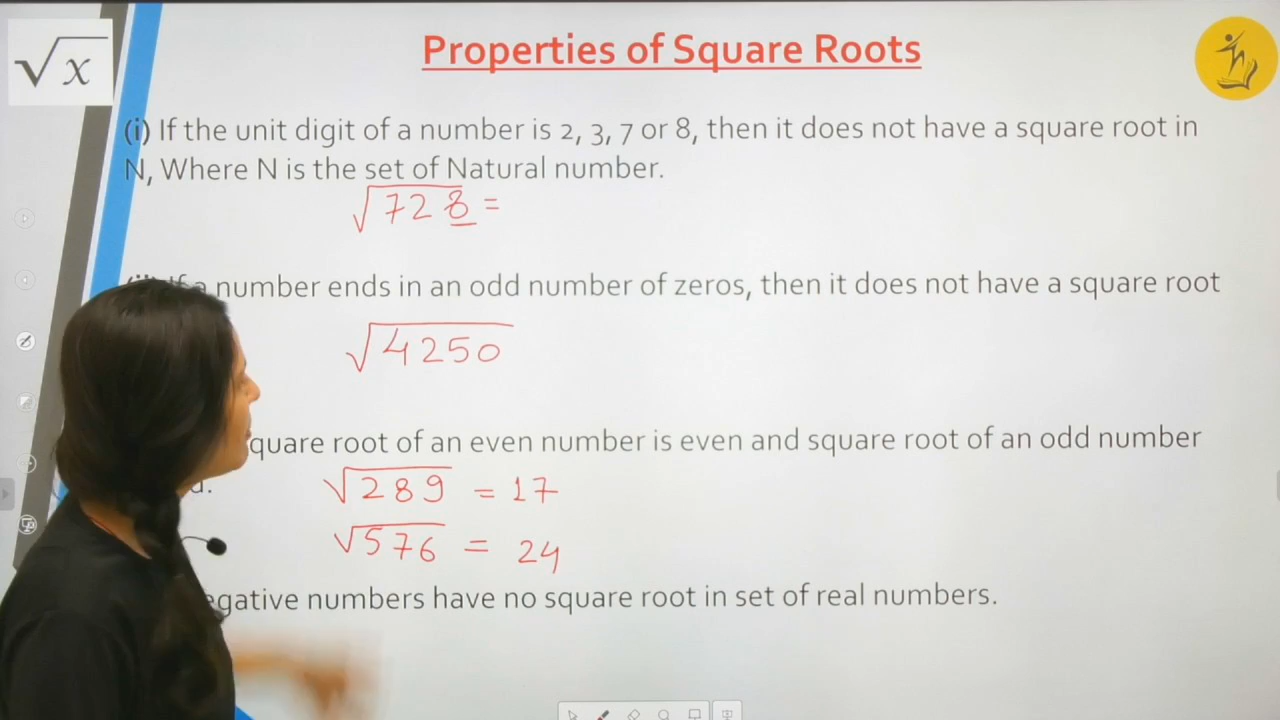 √x
Properties of Square Roots
(i) If the unit digit of a number is 2, 3, 7 or 8, then it does not have a square root in
N, Where N is the set of Natural number.
√728 =
a number ends in an odd number of zeros, then it does not have a square root
√4250
quare root of an even number is even and square root of an odd number
d.
√289 = 17
√576 = 24
egative numbers have no square root in set of real numbers.